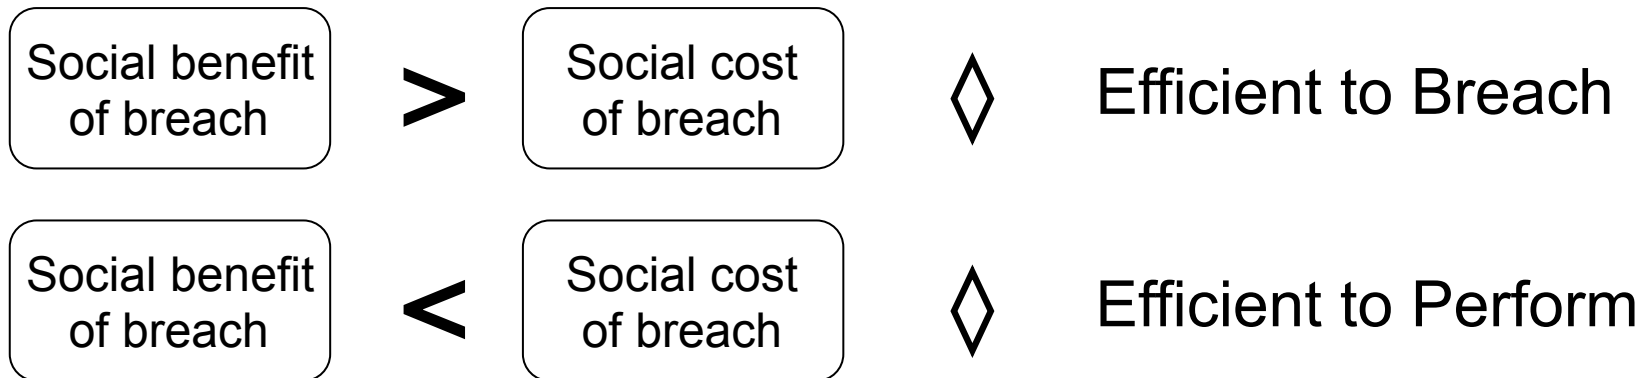 Social benefit
of breach
>
Social cost
of breach
◊
Efficient to Breach
Social benefit
of breach
<
Social cost
of breach
◊
Efficient to Perform